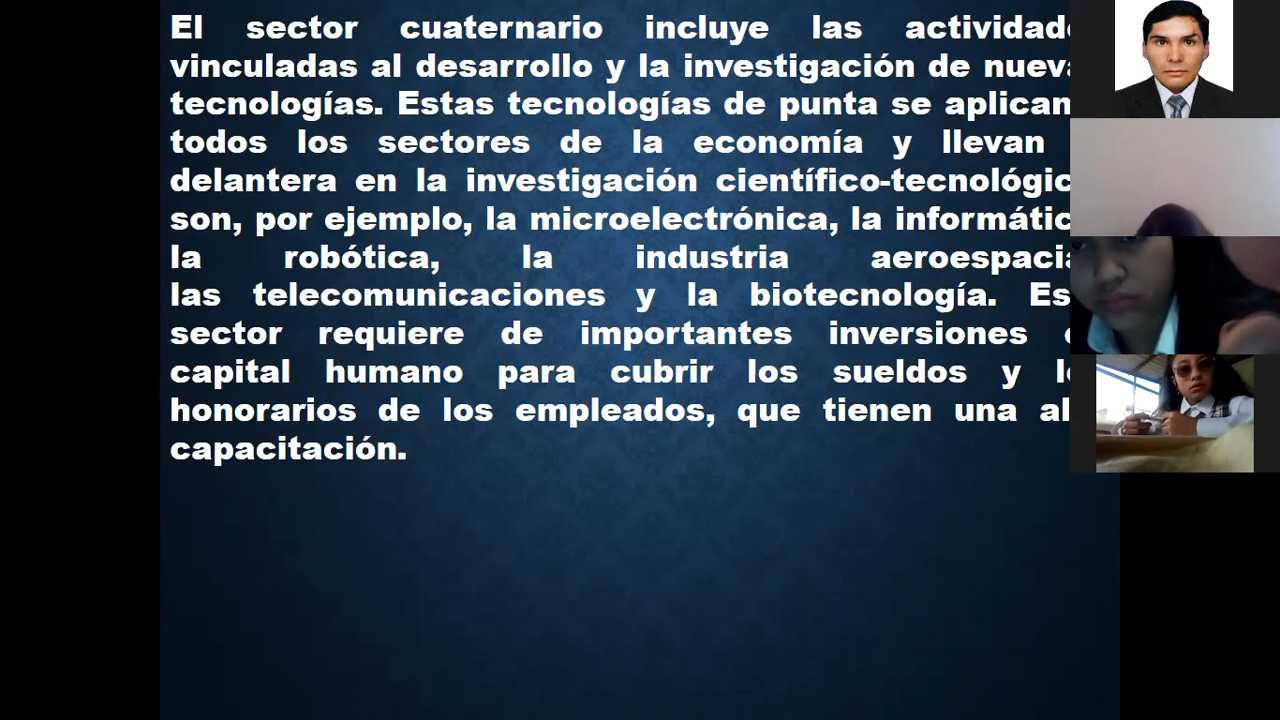 El sector cuaternario incluye las
vinculadas al desarrollo y la investigación de
tecnologías. Estas tecnologías de punta se aplican
todos los sectores de la economía y llevan
delantera en la investigación
son, por ejemplo, la microelectrónica, la
la robótica, la industria
las telecomunicaciones y la biotecnología.
sector requiere de importantes inversiones
capital humano para cubrir los sueldos y
honorarios de los empleados, que tienen una
capacitación.